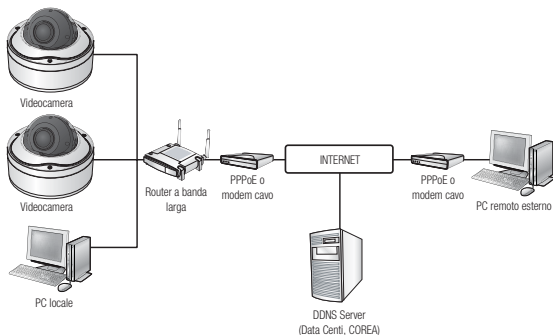 Videocamera
Videocamera
PC locale
Router a banda
larga
PPPoE o
modem cavo
INTERNET
PPPoE o
modem cavo
PC remoto esterno
DDNS Server
(Data Centi, COREA)